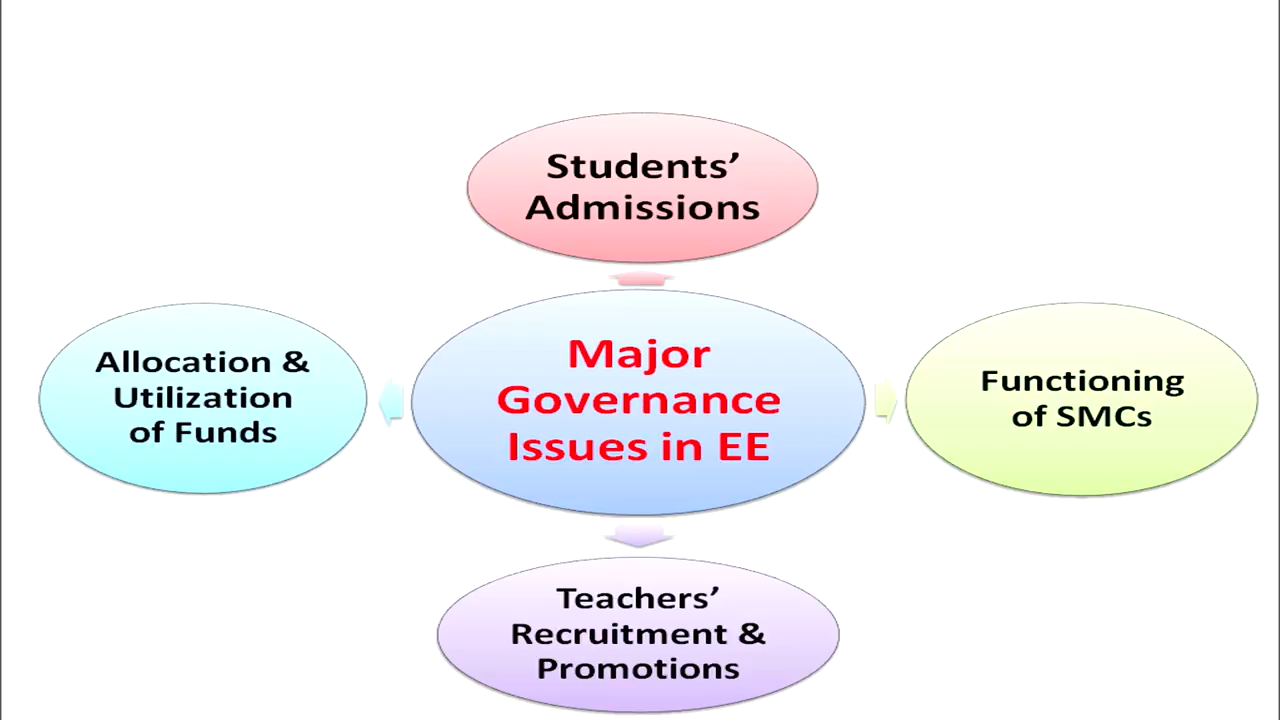 Students’
Admissions
Allocation &
Utilization
of Funds
Major
Governance
Issues in EE
Functioning
of SMCs
Teachers’
Recruitment &
Promotions